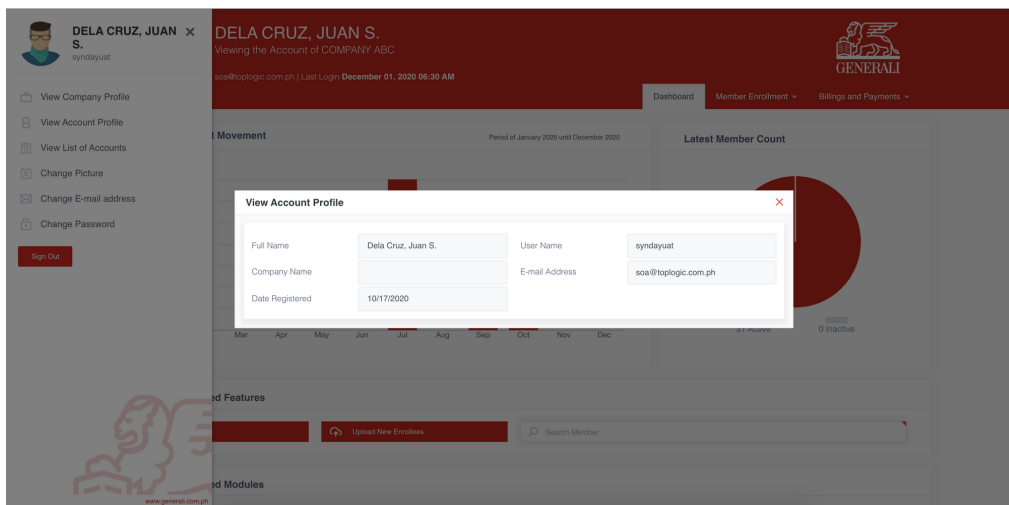 DELA CRUZ, JUAN S.
syndayuat
View Company Profile
View Account Profile
View List of Accounts
Change Picture
Change E-mail address
Change Password
Sign Out
www.generali.com.ph
DELA CRUZ, JUAN S.
Viewing the Account of COMPANY ABC
soa@toplogic.com.ph | Last Login December 01, 2020 06:30 AM
GENERALI
Dashboard Member Enrollment Billings and Payments
Movement Period of January 2020 until December 2020
Latest Member Count
View Account Profile
Full Name Dela Cruz, Juan S. User Name syndayuat
Company Name E-mail Address soa@toplogic.com.ph
Date Registered 10/17/2020
Mar Apr May Jun Jul Aug Sep Oct Nov Dec
31 Active 0 Inactive
Features
Upload New Enrollees Search Member
Modules